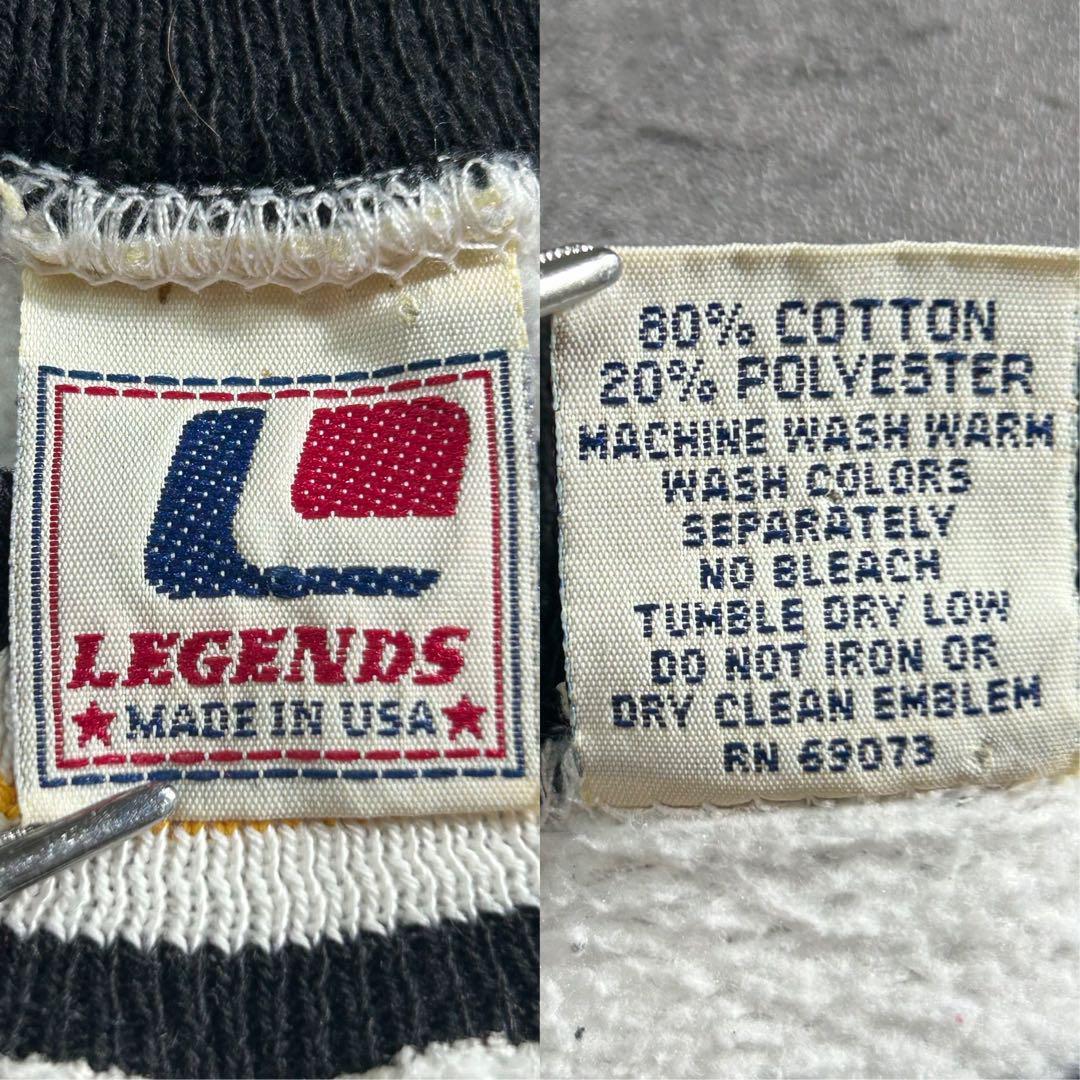 LEGENDS
MADE IN USA
80% COTTON
20% POLYESTER
MACHINE WASH WARM
WASH COLORS
SEPARATELY
NO BLEACH
TUMBLE DRY LOW
DO NOT IRON OR
DRY CLEAN EMBLEM
RN 69073